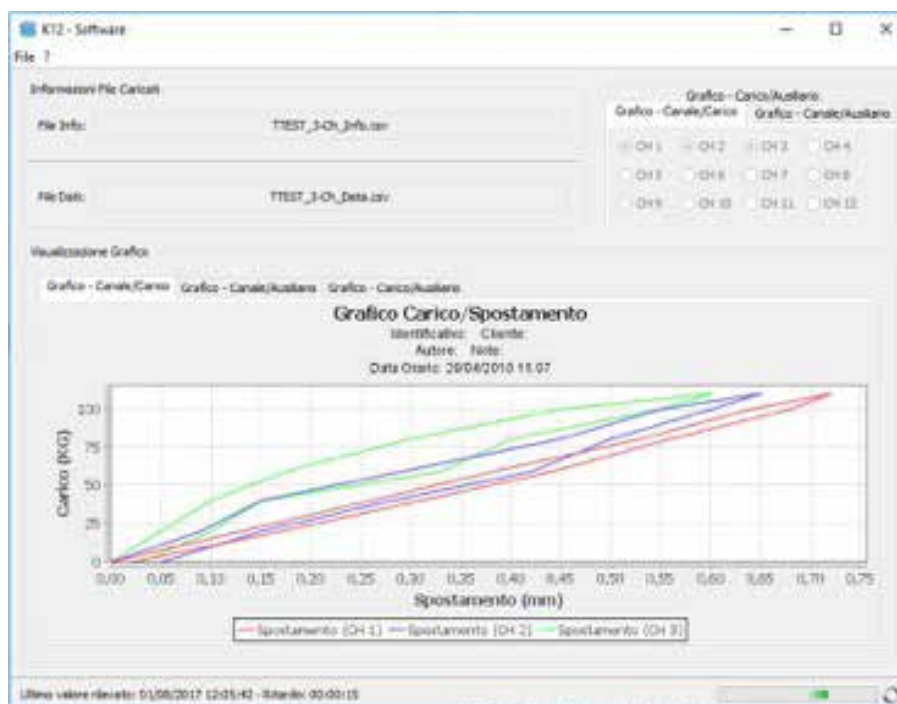 K12 - Software
File ?
Informazioni File Caricati
File Info:
TTEST_3-Ch_Info.csv
File Dati:
TTEST_3-Ch_Data.csv
Grafico - Carico/Ausiliario
Grafico - Canale/Carico Grafico - Canale/Ausiliario
CH 1 CH 2 CH 3 CH 4
CH 5 CH 6 CH 7 CH 8
CH 9 CH 10 CH 11 CH 12
Visualizzazione Grafico
Grafico - Canale/Carico Grafico - Canale/Ausiliario Grafico - Carico/Ausiliario
Grafico Carico/Spostamento
Identificativo: Cliente:
Autore: Note:
Data Orario:
Carico (KG)
100
75
50
25
0
0,00 0,05 0,10 0,15 0,20 0,25 0,30 0,35 0,40 0,45 0,50 0,55 0,60 0,65 0,70 0,75
Spostamento (mm)
Spostamento (CH 1) Spostamento (CH 2) Spostamento (CH 3)
Ultimo valore rilevato: 01/08/2017 12:05:42 - Ritardo: 00:00:15